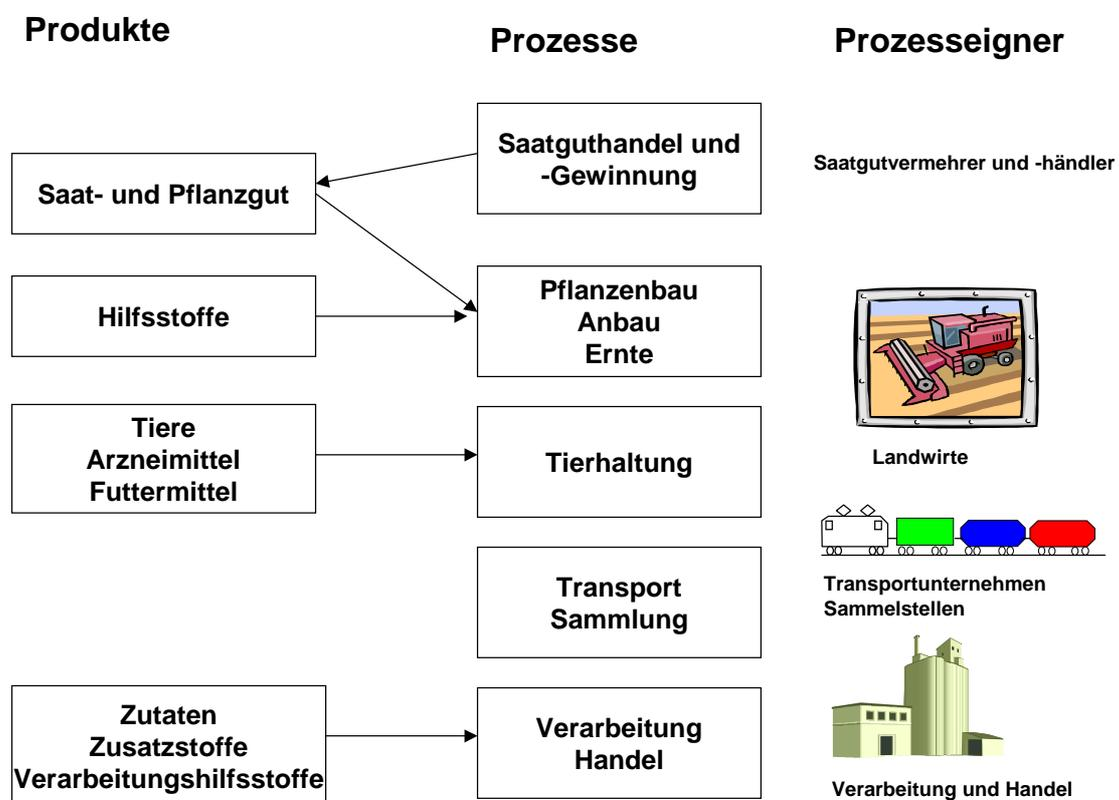 Produkte
Prozesse
Prozesseigner
Saatguthandel und
-Gewinnung
Saatgutvermehrer und -händler
Saat- und Pflanzgut
Hilfsstoffe
Pflanzenbau
Anbau
Ernte
Landwirte
Tiere
Arzneimittel
Futtermittel
Tierhaltung
Transport
Sammlung
Transportunternehmen
Sammelstellen
Zutaten
Zusatzstoffe
Verarbeitungshilfsstoffe
Verarbeitung
Handel
Verarbeitung und Handel